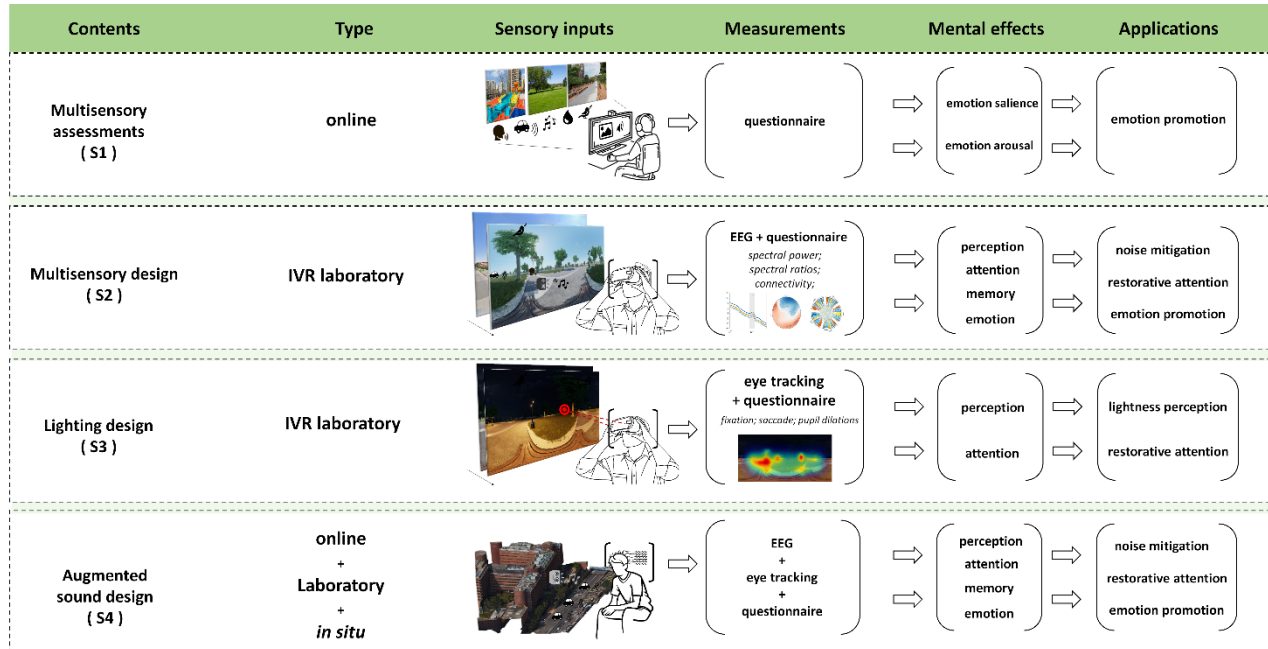 Contents Type Sensory inputs Measurements Mental effects Applications
Multisensory
assessments
( S1 )
online
questionnaire
emotion salience
emotion arousal
emotion promotion
Multisensory design
( S2 )
IVR laboratory
EEG + questionnaire
spectral power;
spectral ratios;
connectivity;
perception
attention
memory
emotion
noise mitigation
restorative attention
emotion promotion
Lighting design
( S3 )
IVR laboratory
eye tracking
+ questionnaire
fixation; saccade; pupil dilations
perception
attention
lightness perception
restorative attention
Augmented
sound design
( S4 )
online
+
Laboratory
+
in situ
EEG
+
eye tracking
+
questionnaire
perception
attention
memory
emotion
noise mitigation
restorative attention
emotion promotion